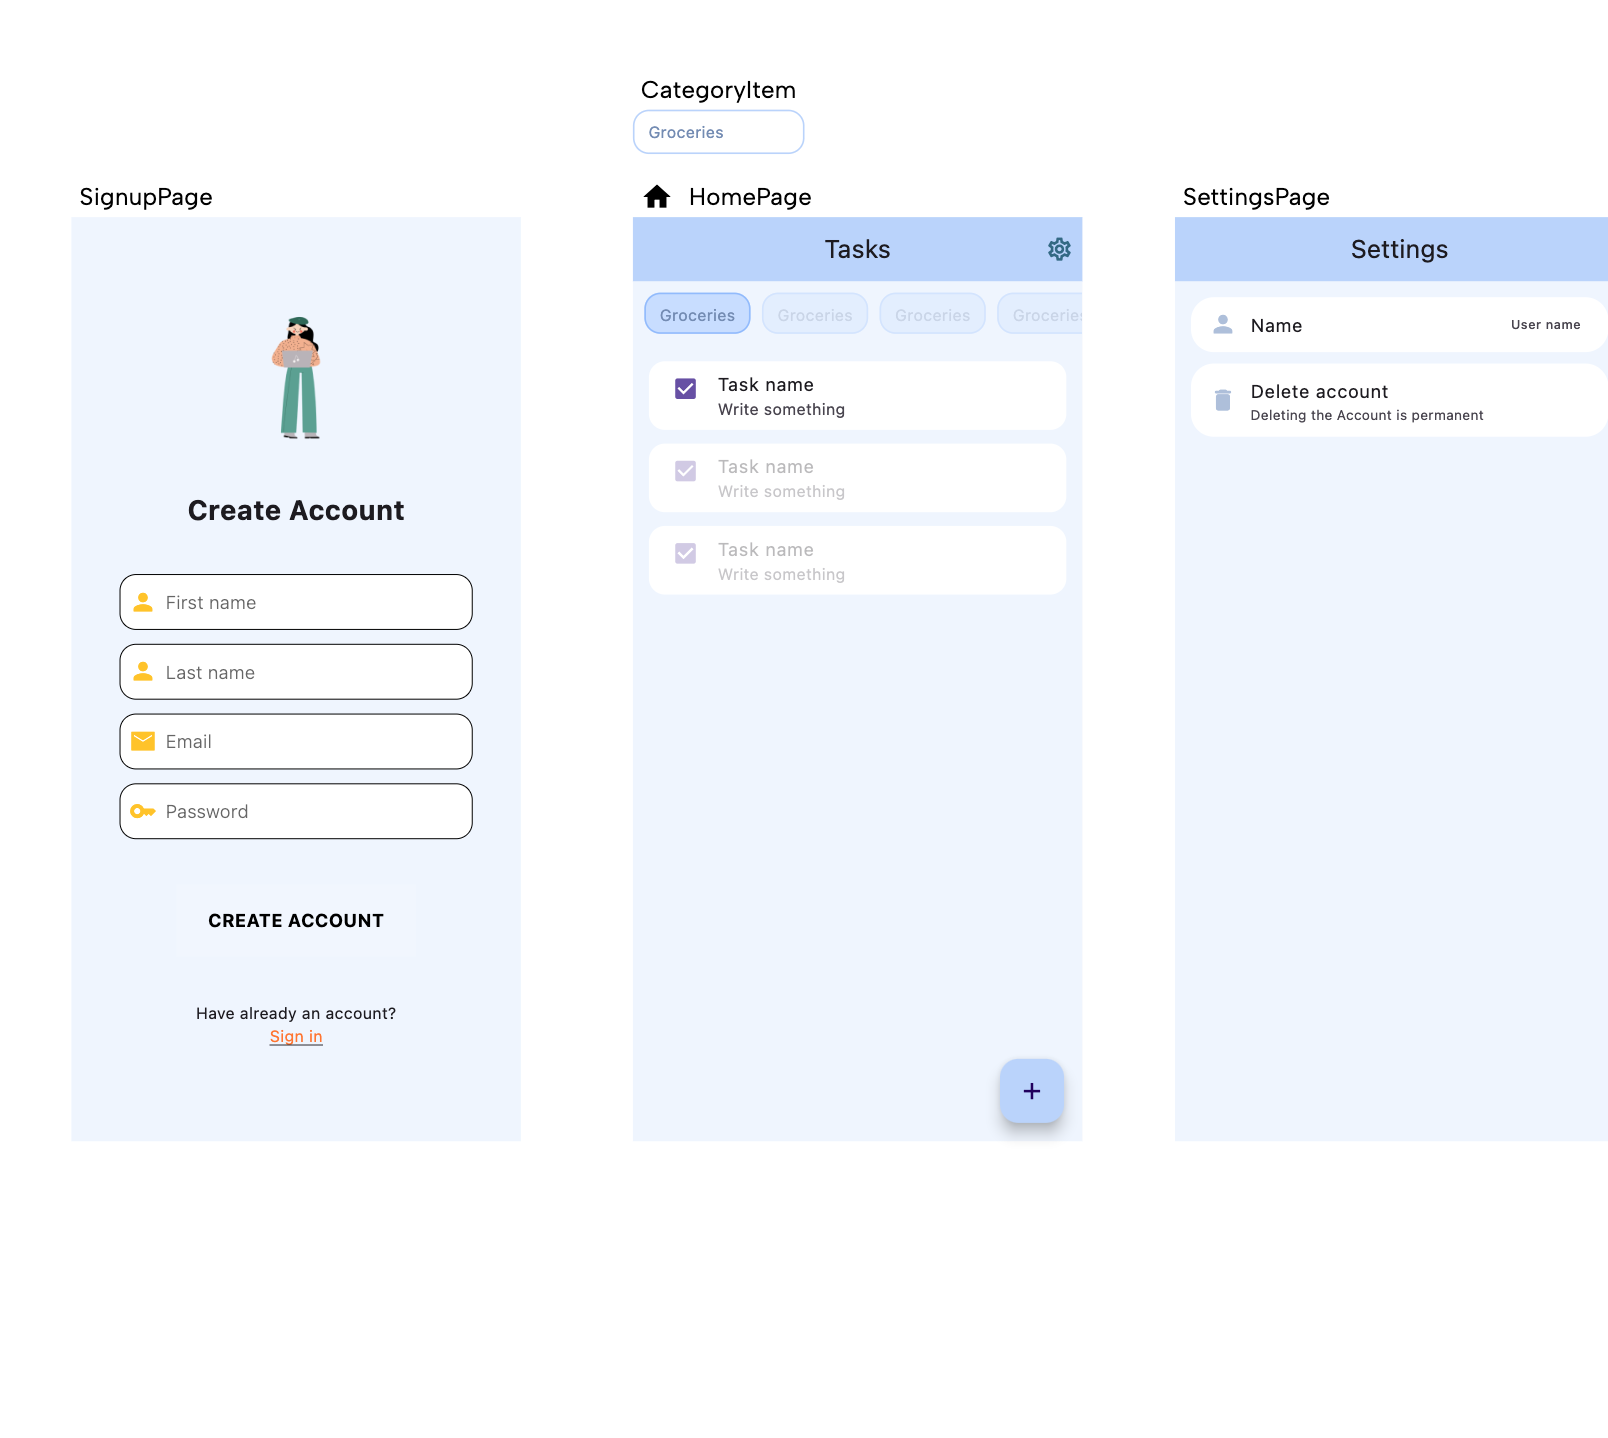 CategoryItem
Groceries
SignupPage
Create Account
First name
Last name
Email
Password
CREATE ACCOUNT
Have already an account?
Sign in
HomePage
Tasks
Groceries Groceries Groceries Groceries
Task name
Write something
Task name
Write something
Task name
Write something
+
SettingsPage
Settings
Name User name
Delete account
Deleting the Account is permanent